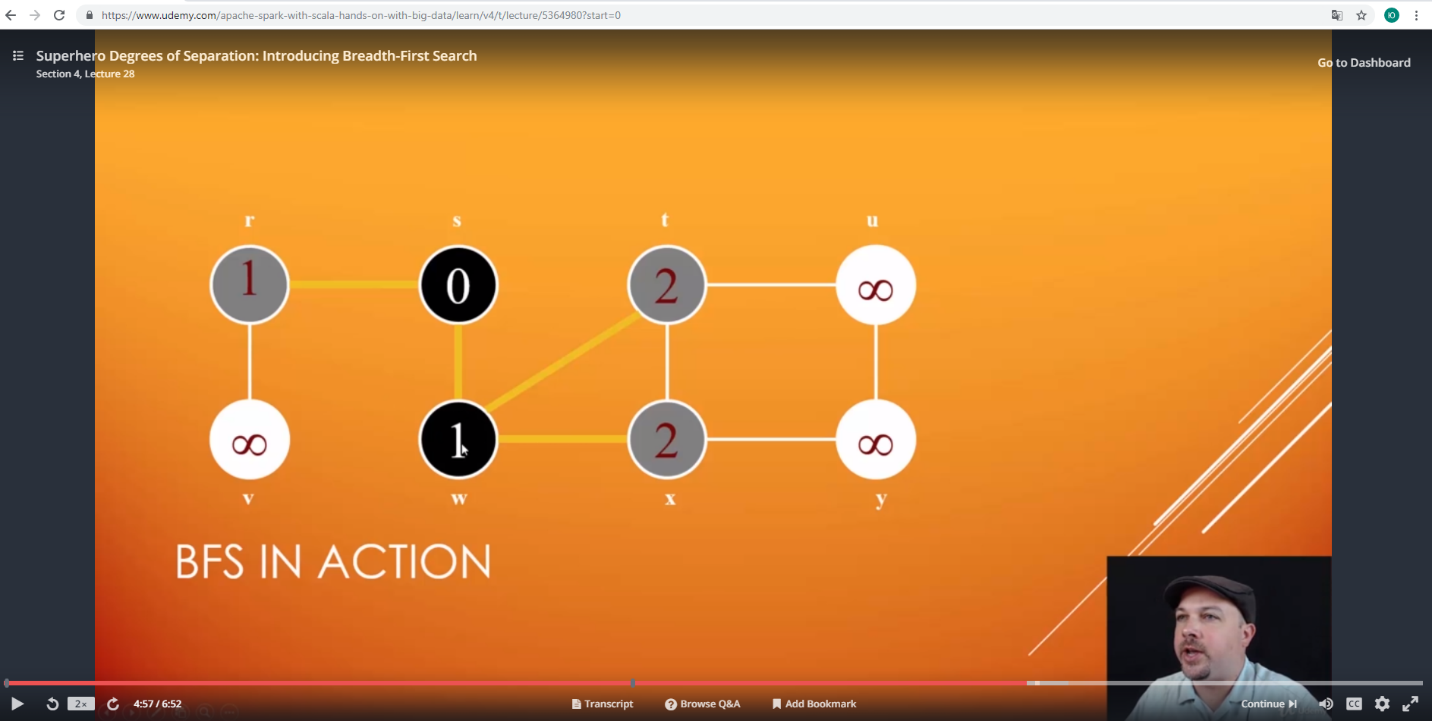 https://www.udemy.com/apache-spark-with-scala-hands-on-with-big-data/learn/v4/t/lecture/5364980?start=0
Ю
Superhero Degrees of Separation: Introducing Breadth-First Search
Section 4, Lecture 28
Go to Dashboard
r s t u
1 0 2 ∞
∞ 1 2 ∞
v w x y
BFS IN ACTION
2x 4:57 / 6:52 Transcript Browse Q&A Add Bookmark Continue CC